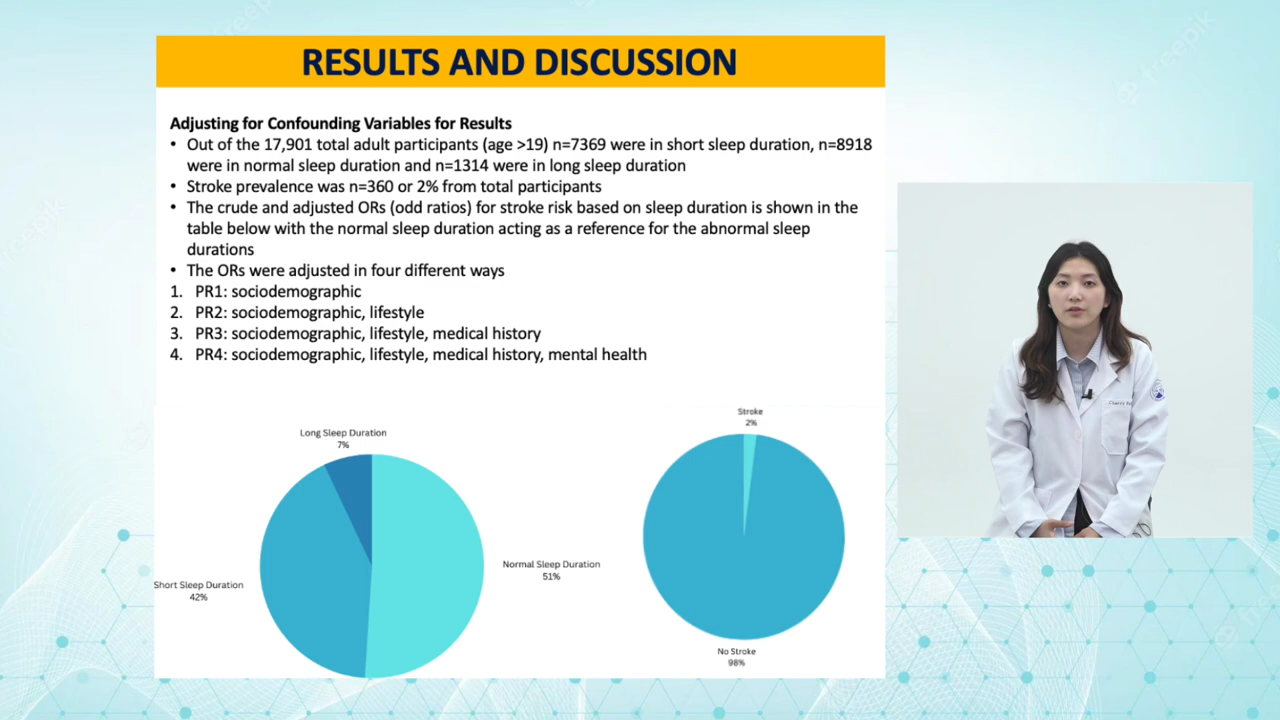 RESULTS AND DISCUSSION
Adjusting for Confounding Variables for Results
• Out of the 17,901 total adult participants (age >19) n=7369 were in short sleep duration, n=8918
were in normal sleep duration and n=1314 were in long sleep duration
• Stroke prevalence was n=360 or 2% from total participants
• The crude and adjusted ORs (odd ratios) for stroke risk based on sleep duration is shown in the
table below with the normal sleep duration acting as a reference for the abnormal sleep
durations
• The ORs were adjusted in four different ways
1. PR1: sociodemographic
2. PR2: sociodemographic, lifestyle
3. PR3: sociodemographic, lifestyle, medical history
4. PR4: sociodemographic, lifestyle, medical history, mental health
Long Sleep Duration
7%
Short Sleep Duration
42%
Normal Sleep Duration
51%
Stroke
2%
No Stroke
98%
freepik